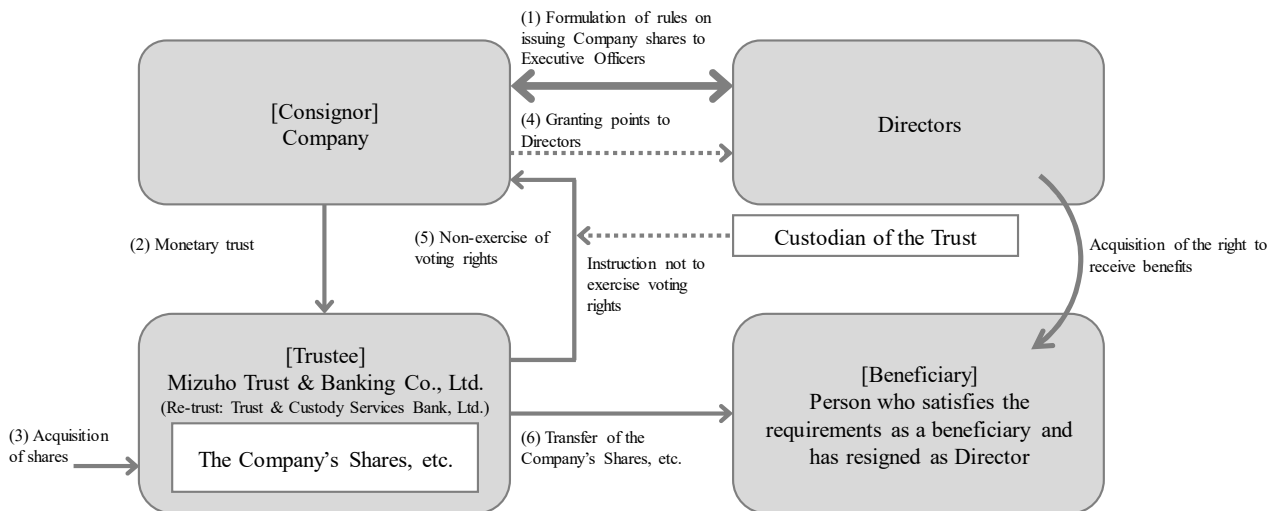 (1) Formulation of rules on
issuing Company shares to
Executive Officers
[Consignor]
Company
Directors
(4) Granting points to
Directors
(2) Monetary trust
(5) Non-exercise of
voting rights
Instruction not to
exercise voting
rights
Custodian of the Trust
Acquisition of the right to
receive benefits
[Trustee]
Mizuho Trust & Banking Co., Ltd.
(Re-trust: Trust & Custody Services Bank, Ltd.)
The Company’s Shares, etc.
(3) Acquisition
of shares
(6) Transfer of the
Company’s Shares, etc.
[Beneficiary]
Person who satisfies the
requirements as a beneficiary and
has resigned as Director